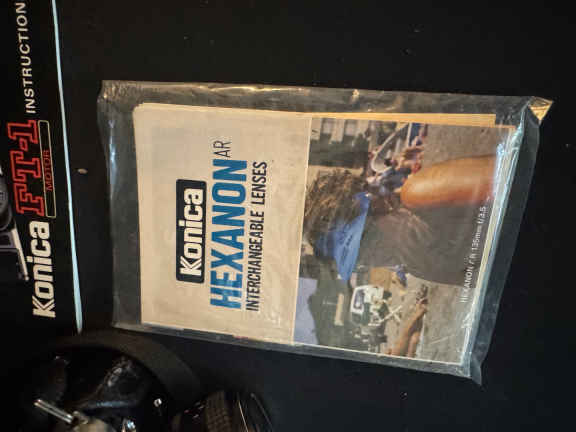 Konica FT-1
MOTOR
INSTRUCTION
Konica
HEXANON AR
INTERCHANGEABLE LENSES
HEXANON AR 135mm f/3.5